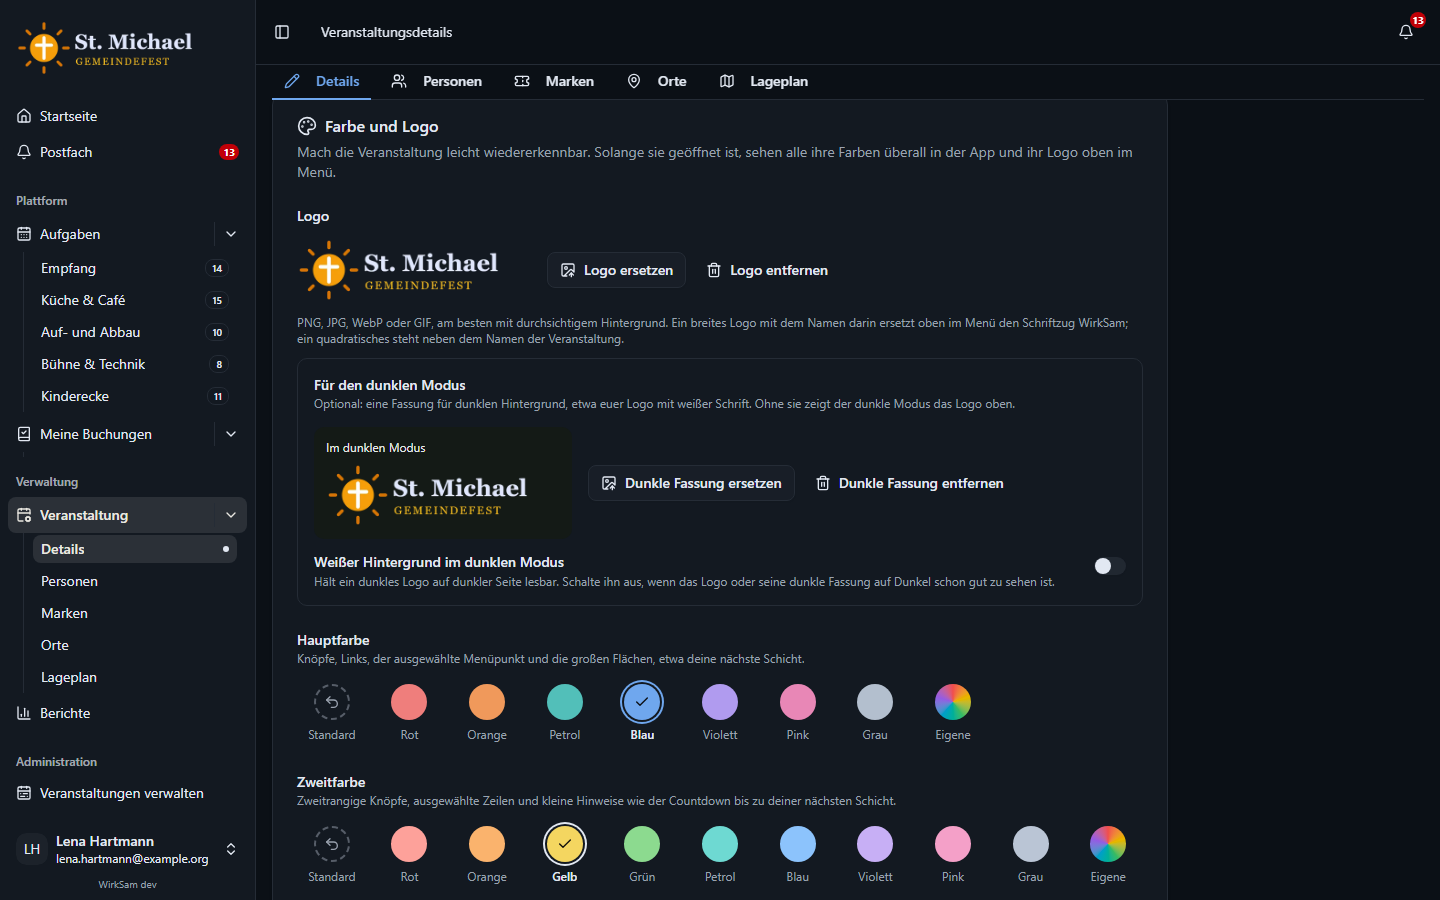 St. Michael
GEMEINDEFEST
Startseite
Postfach 13
Plattform
Aufgaben
Empfang 14
Küche & Café 15
Auf- und Abbau 10
Bühne & Technik 8
Kinderecke 11
Meine Buchungen
Verwaltung
Veranstaltung
Details
Personen
Marken
Orte
Lageplan
Berichte
Administration
Veranstaltungen verwalten
LH
Lena Hartmann
lena.hartmann@example.org
WirkSam dev
Veranstaltungsdetails
13
Details Personen Marken Orte Lageplan
Farbe und Logo
Mach die Veranstaltung leicht wiedererkennbar. Solange sie geöffnet ist, sehen alle ihre Farben überall in der App und ihr Logo oben im
Menü.
Logo
St. Michael
GEMEINDEFEST
Logo ersetzen Logo entfernen
PNG, JPG, WebP oder GIF, am besten mit durchsichtigem Hintergrund. Ein breites Logo mit dem Namen darin ersetzt oben im Menü den Schriftzug WirkSam;
ein quadratisches steht neben dem Namen der Veranstaltung.
Für den dunklen Modus
Optional: eine Fassung für dunklen Hintergrund, etwa euer Logo mit weißer Schrift. Ohne sie zeigt der dunkle Modus das Logo oben.
Im dunklen Modus
St. Michael
GEMEINDEFEST
Dunkle Fassung ersetzen Dunkle Fassung entfernen
Weißer Hintergrund im dunklen Modus
Hält ein dunkles Logo auf dunkler Seite lesbar. Schalte ihn aus, wenn das Logo oder seine dunkle Fassung auf Dunkel schon gut zu sehen ist.
Hauptfarbe
Knöpfe, Links, der ausgewählte Menüpunkt und die großen Flächen, etwa deine nächste Schicht.
Standard Rot Orange Petrol Blau Violett Pink Grau Eigene
Zweitfarbe
Zweitrangige Knöpfe, ausgewählte Zeilen und kleine Hinweise wie der Countdown bis zu deiner nächsten Schicht.
Standard Rot Orange Gelb Grün Petrol Blau Violett Pink Grau Eigene